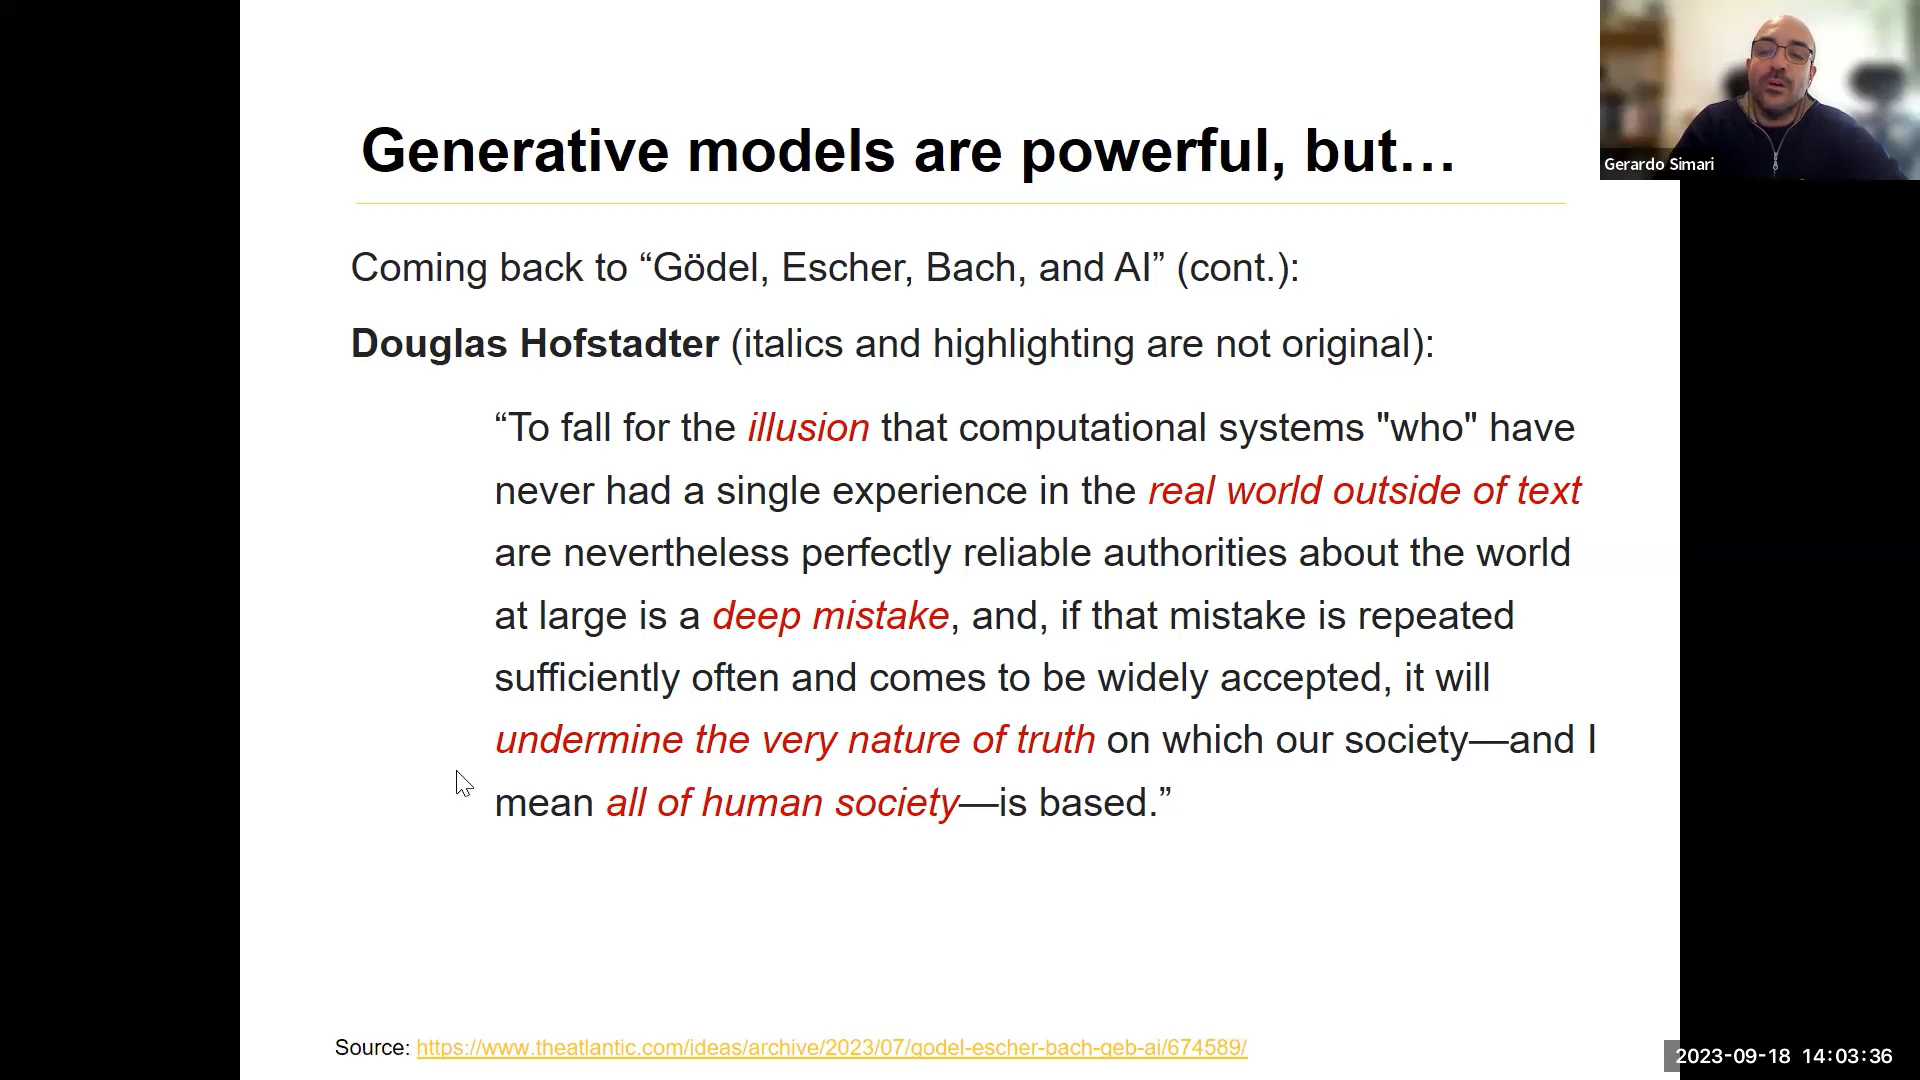 Generative models are powerful, but…
Gerardo Simari
Coming back to “Gödel, Escher, Bach, and AI” (cont.):
Douglas Hofstadter (italics and highlighting are not original):
“To fall for the illusion that computational systems "who" have
never had a single experience in the real world outside of text
are nevertheless perfectly reliable authorities about the world
at large is a deep mistake, and, if that mistake is repeated
sufficiently often and comes to be widely accepted, it will
undermine the very nature of truth on which our society—and I
mean all of human society—is based.”
Source: https://www.theatlantic.com/ideas/archive/2023/07/godel-escher-bach-geb-ai/674589/
2023-09-18 14:03:36